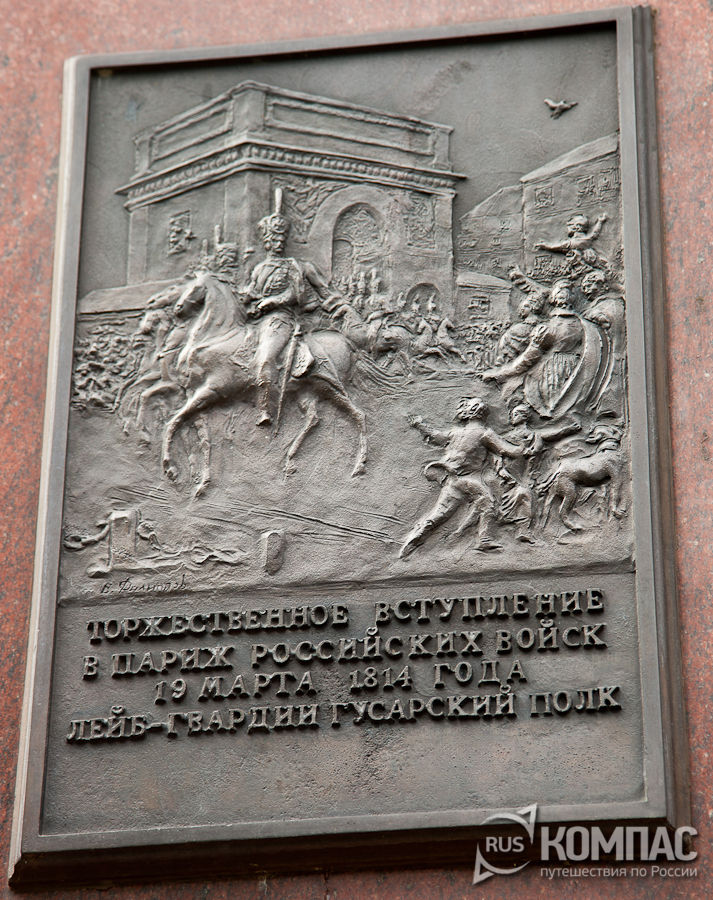 ТОРЖЕСТВЕННОЕ ВСТУПЛЕНИЕ
В ПАРИЖ РОССИЙСКИХ ВОЙСК
19 МАРТА 1814 ГОДА
ЛЕЙБ-ГВАРДИИ ГУСАРСКИЙ ПОЛК
RUS КОМПАС
путешествия по России